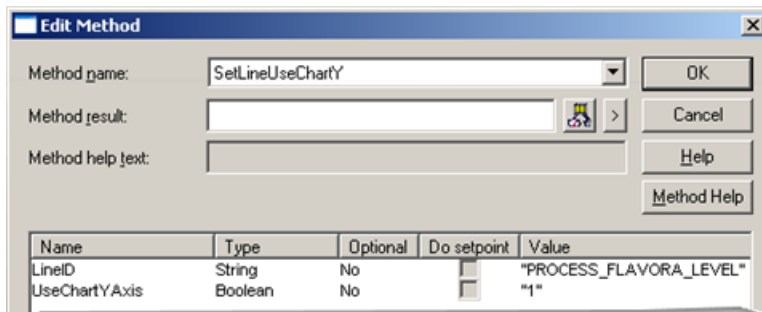 Edit Method
Method name: SetLineUseChartY OK
Method result: > Cancel
Method help text: Help
Method Help
Name Type Optional Do setpoint Value
LineID String No "PROCESS_FLAVORA_LEVEL"
UseChartYAxis Boolean No "1"